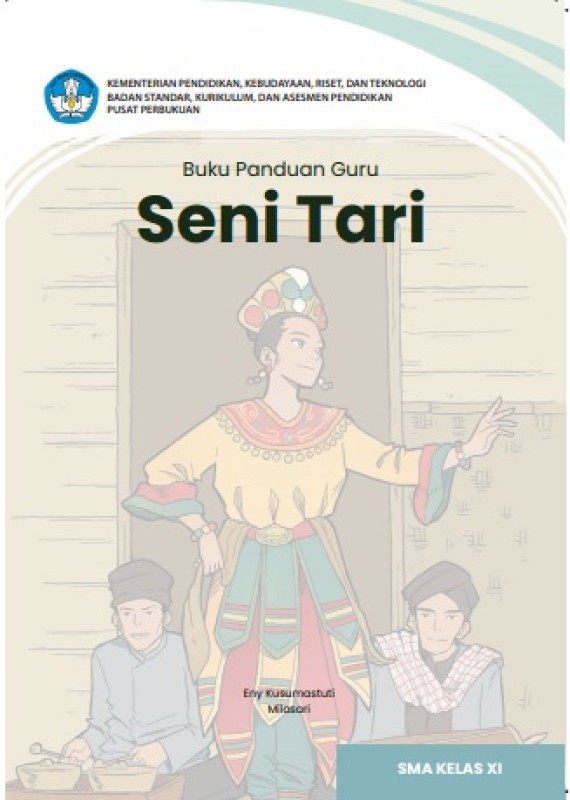 KEMENTERIAN PENDIDIKAN, KEBUDAYAAN, RISET, DAN TEKNOLOGI
BADAN STANDAR, KURIKULUM, DAN ASESMEN PENDIDIKAN
PUSAT PERBUKUAN
Buku Panduan Guru
Seni Tari
Eny Kusumastuti
Milasari
SMA KELAS XI